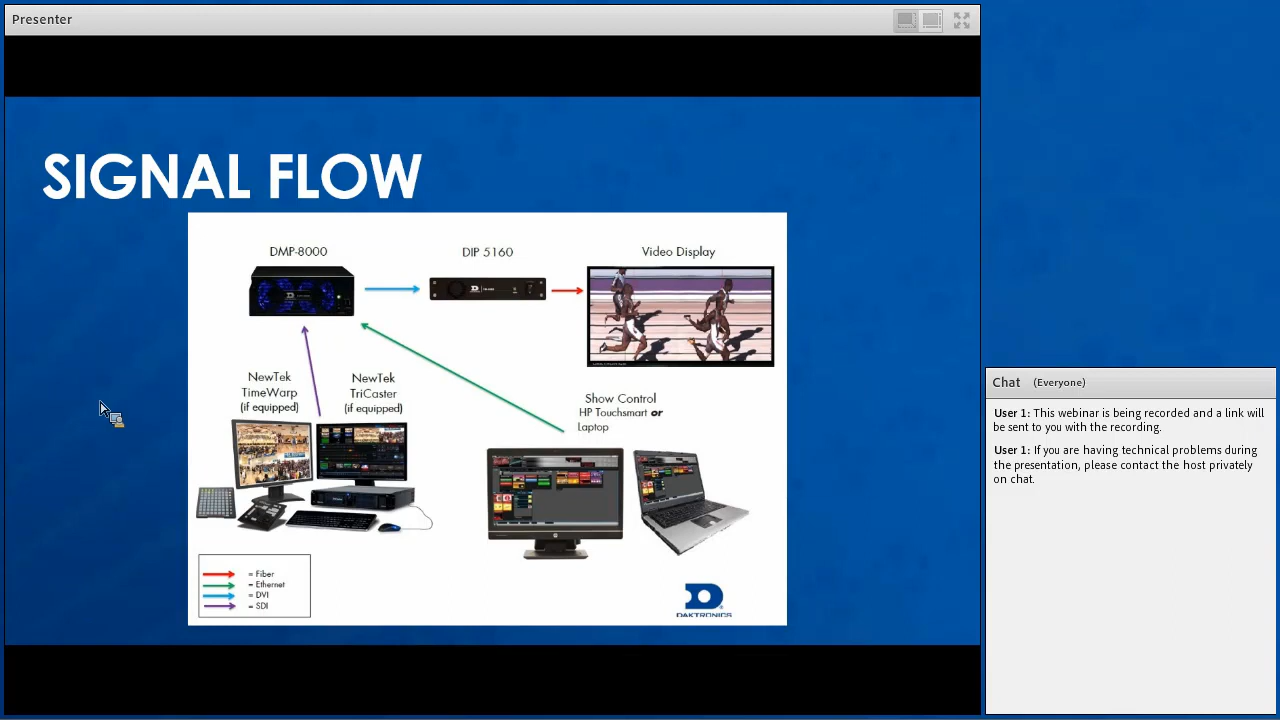 Presenter
SIGNAL FLOW
DMP-8000
DIP 5160
Video Display
NewTek
TimeWarp
(if equipped)
NewTek
TriCaster
(if equipped)
Show Control
HP Touchsmart or
Laptop
= Fiber
= Ethernet
= DVI
= SDI
DAKTRONICS
Chat (Everyone)
User 1: This webinar is being recorded and a link will
be sent to you with the recording.
User 1: If you are having technical problems during
the presentation, please contact the host privately
on chat.